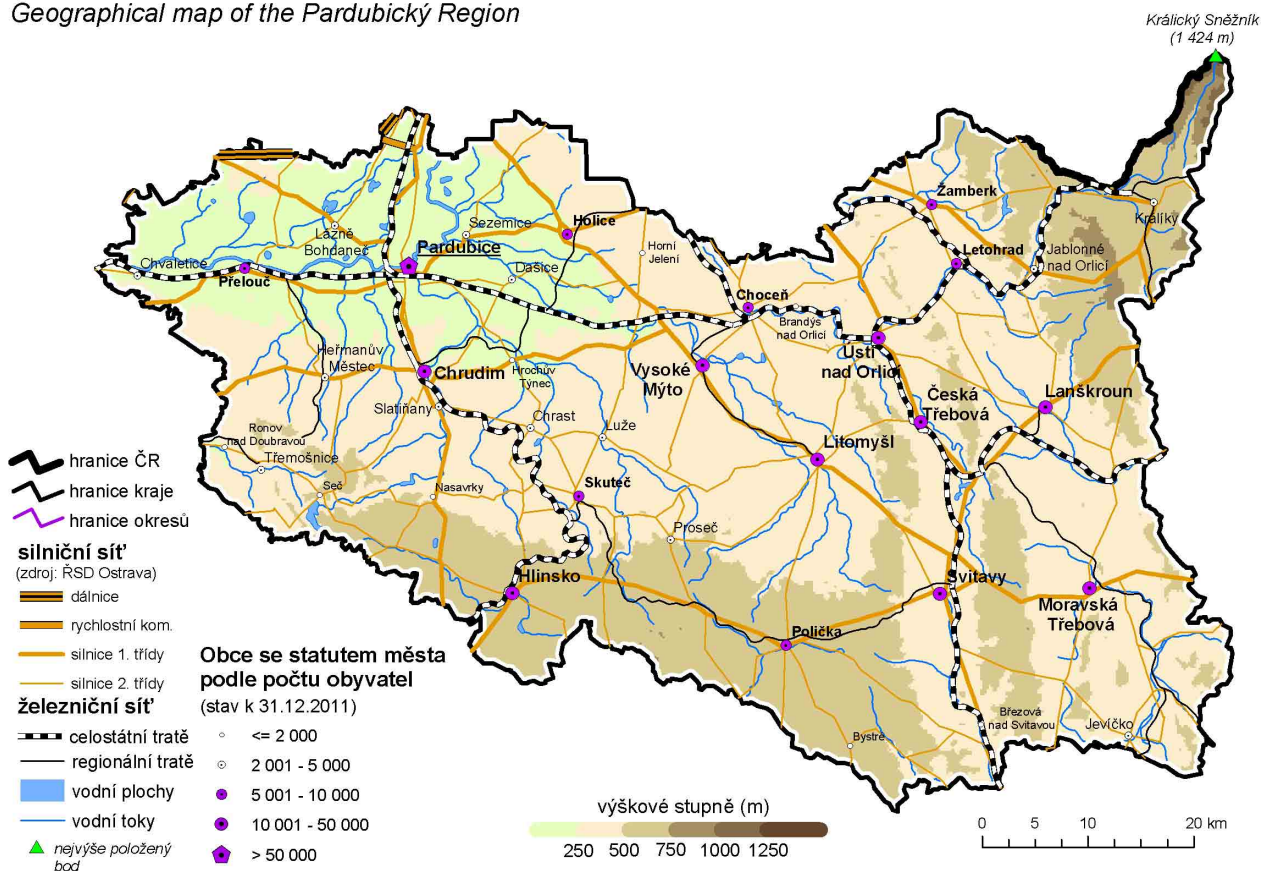 Geographical map of the Pardubický Region
Králický Sněžník
(1 424 m)
Žamberk
Králíky
Holice
Sezemice
Lázně
Bohdaneč
Pardubice
Horní
Jelení
Letohrad
Jablonné
nad Orlicí
Chvaletice
Přelouč
Dašice
Choceň
Brandýs
nad Orlicí
Ústí
nad Orlicí
Heřmanův
Městec
Chrudim
Hrochův
Týnec
Vysoké
Mýto
Česká
Třebová
Lanškroun
Slatiňany
Chrast
Luže
Ronov
nad Doubravou
Třemošnice
Litomyšl
Seč
Nasavrky
Skuteč
Proseč
Hlinsko
Svitavy
Moravská
Třebová
Polička
Březová
nad Svitavou
Jevíčko
Bystré
hranice ČR
hranice kraje
hranice okresů
silniční síť
(zdroj: ŘSD Ostrava)
dálnice
rychlostní kom.
silnice 1. třídy
silnice 2. třídy
železniční síť
celostátní tratě
regionální tratě
vodní plochy
vodní toky
nejvýše položený
bod
Obce se statutem města
podle počtu obyvatel
(stav k 31.12.2011)
<= 2 000
2 001 - 5 000
5 001 - 10 000
10 001 - 50 000
> 50 000
výškové stupně (m)
250 500 750 1000 1250
0 5 10 20 km